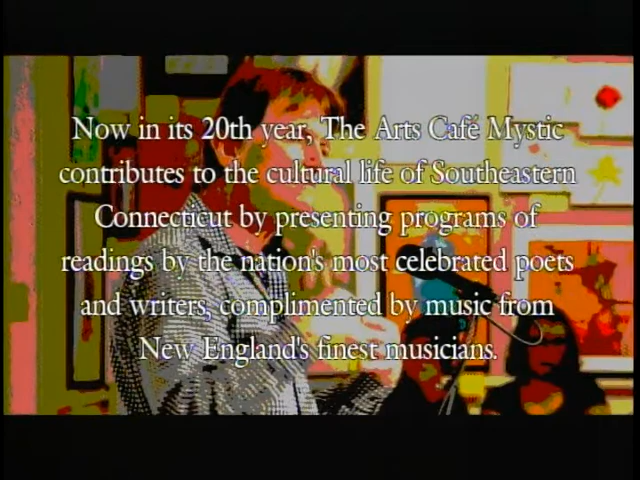 Now in its 20th year, The Arts Café Mystic
contributes to the cultural life of Southeastern
Connecticut by presenting programs of
readings by the nation's most celebrated poets
and writers, complimented by music from
New England's finest musicians.